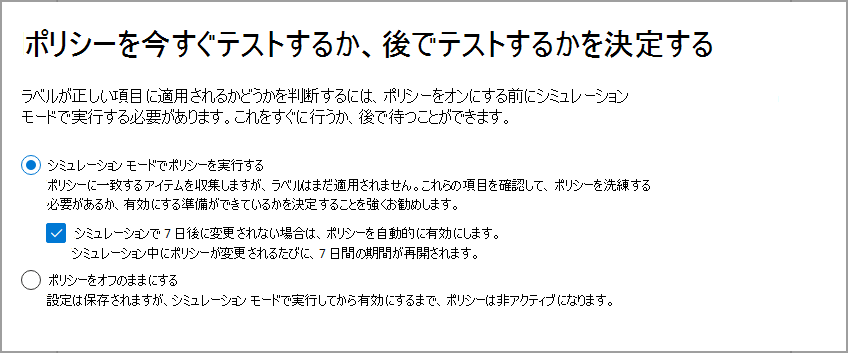 ポリシーを今すぐテストするか、後でテストするかを決定する
ラベルが正しい項目に適用されるかどうかを判断するには、ポリシーをオンにする前にシミュレーション
モードで実行する必要があります。これをすぐに行うか、後で待つことができます。
シミュレーション モードでポリシーを実行する
ポリシーに一致するアイテムを収集しますが、ラベルはまだ適用されません。これらの項目を確認して、ポリシーを洗練する
必要があるか、有効にする準備ができているかを決定することを強くお勧めします。
シミュレーションで 7 日後に変更されない場合は、ポリシーを自動的に有効にします。
シミュレーション中にポリシーが変更されるたびに、7 日間の期間が再開されます。
ポリシーをオフのままにする
設定は保存されますが、シミュレーション モードで実行してから有効にするまで、ポリシーは非アクティブになります。